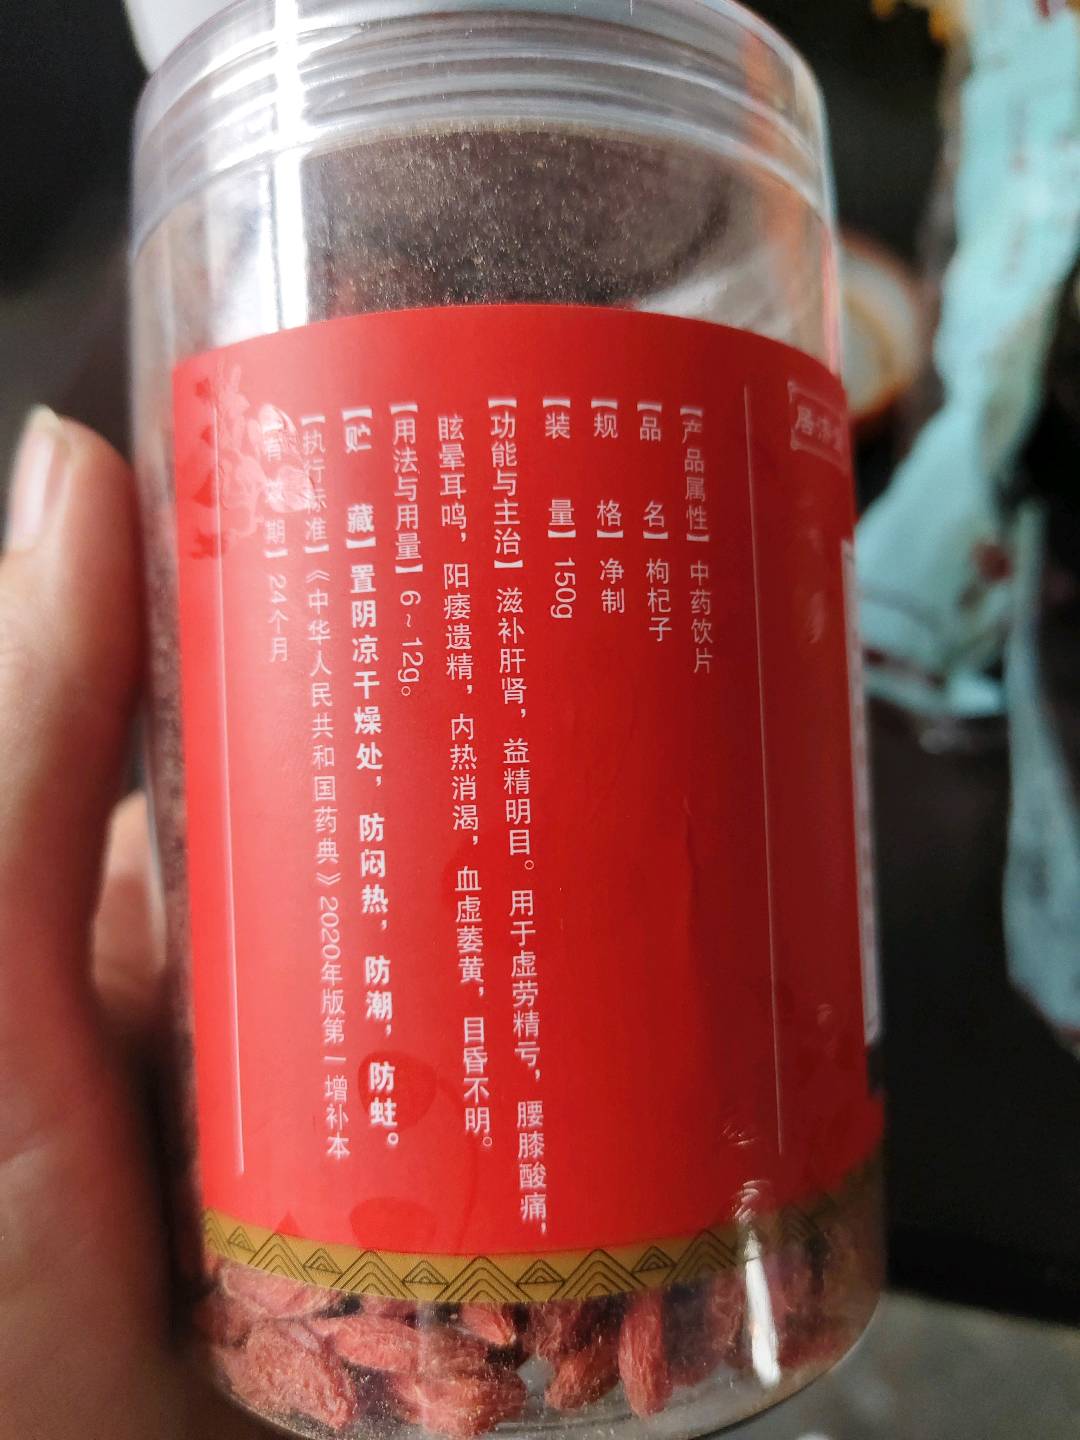 【产品属性】中药饮片
【品名】枸杞子
【规格】净制
【装量】150g
【功能与主治】滋补肝肾，益精明目。用于虚劳精亏，腰膝酸痛，
眩晕耳鸣，阳痿遗精，内热消渴，血虚萎黄，目昏不明。
【用法与用量】6~12g。
【贮藏】置阴凉干燥处，防闷热，防潮，防蛀。
【执行标准】《中华人民共和国药典》2020年版第一增补本
【有效期】24个月